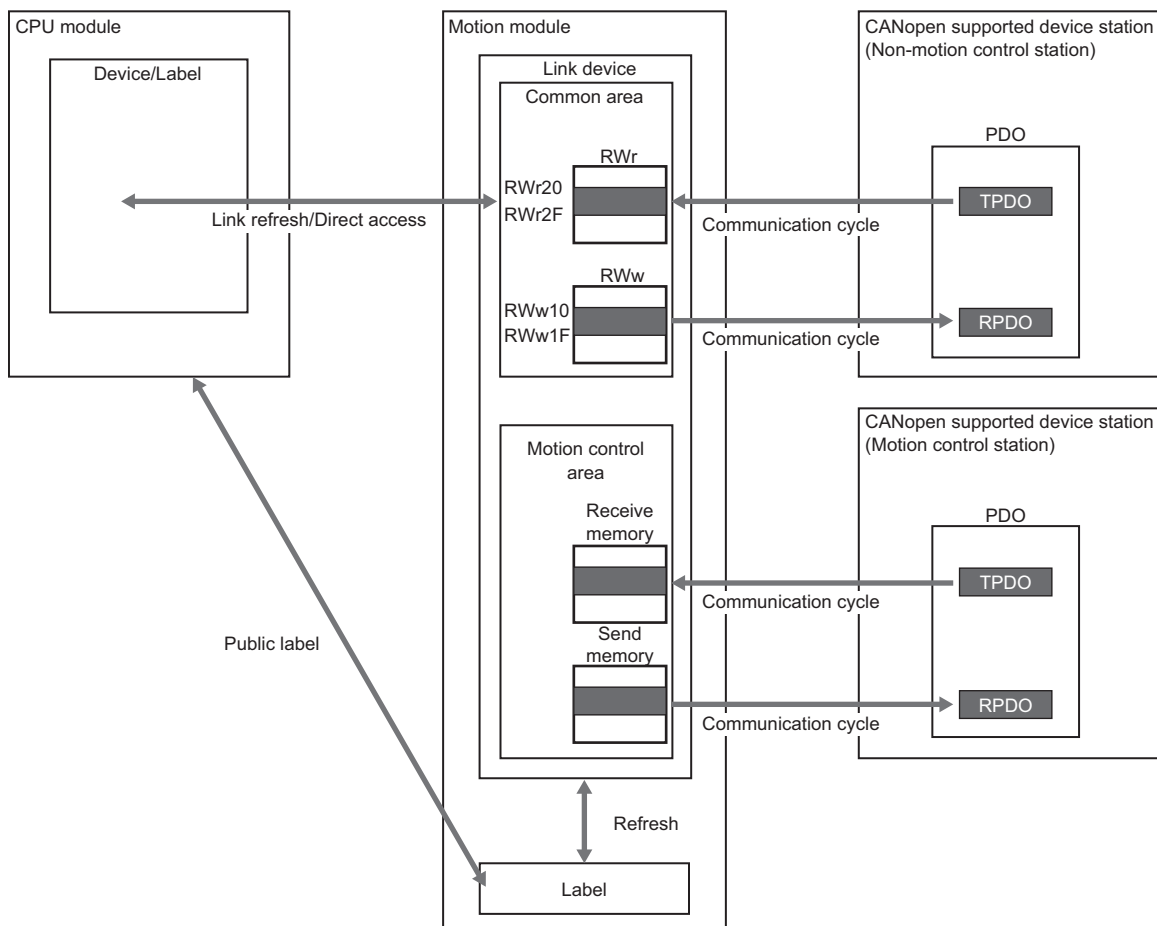 CPU module
Device/Label
Link refresh/Direct access
Public label
Motion module
Link device
Common area
RWr
RWr20
RWr2F
RWw
RWw10
RWw1F
Motion control
area
Receive
memory
Send
memory
Refresh
Label
CANopen supported device station
(Non-motion control station)
PDO
TPDO
Communication cycle
RPDO
Communication cycle
CANopen supported device station
(Motion control station)
PDO
TPDO
Communication cycle
RPDO
Communication cycle